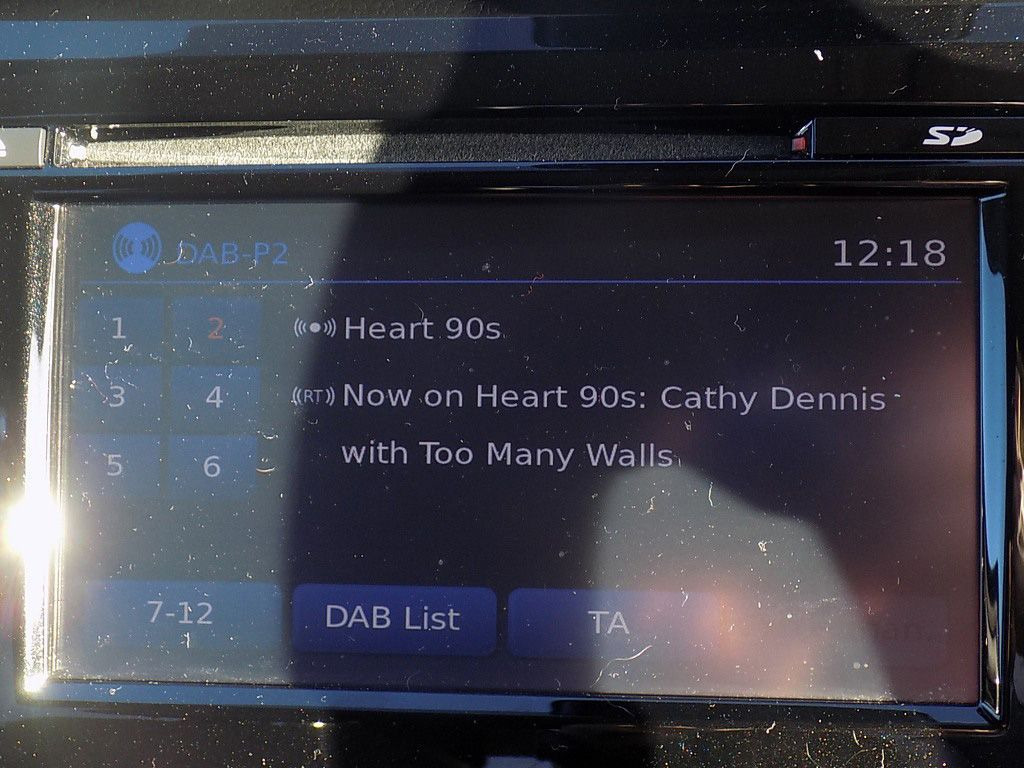 SD
DAB-P2
12:18
1
2
((•)) Heart 90s
3
4
((RT)) Now on Heart 90s: Cathy Dennis
with Too Many Walls
5
6
7-12
DAB List
TA